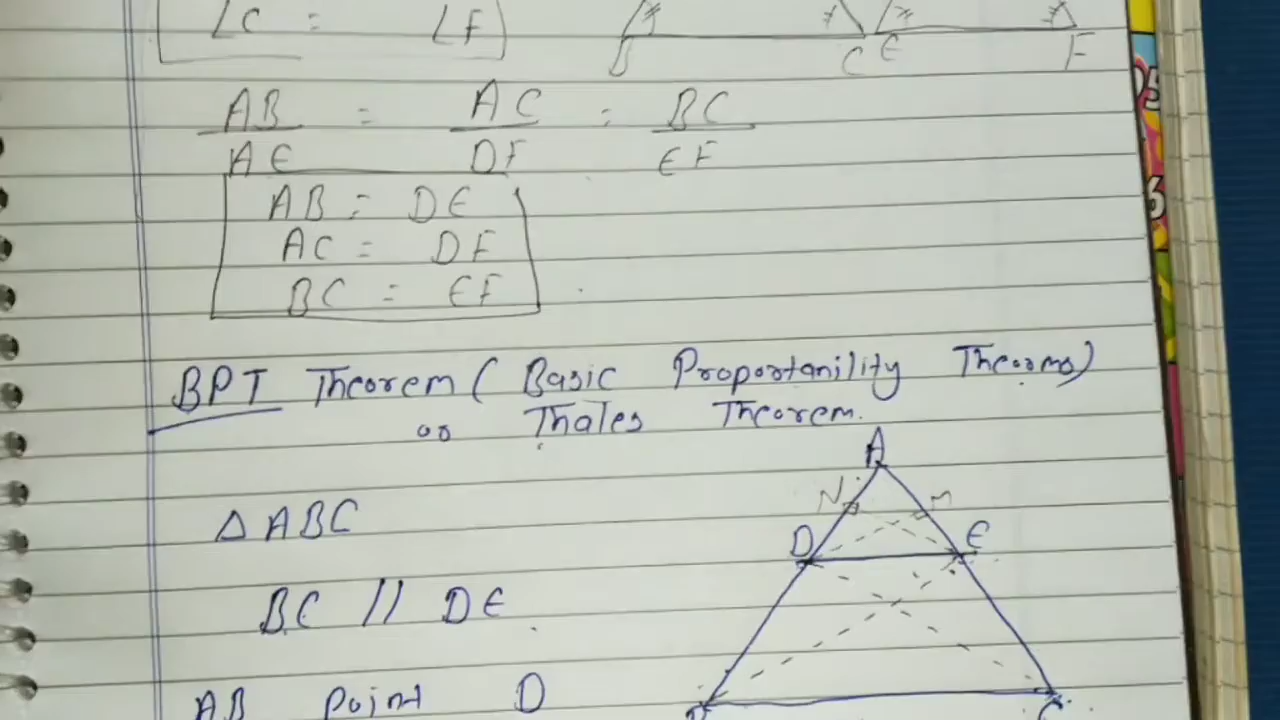 ∠C = ∠F
B C E F
AB = AC = BC
AE DF EF
AB = DE
AC = DF
BC = EF
BPT Theorem ( Basic Proportanility Theorms)
or Thales Theorem.
A
N M
D E
Δ ABC
BC // DE
AB Point D
B C